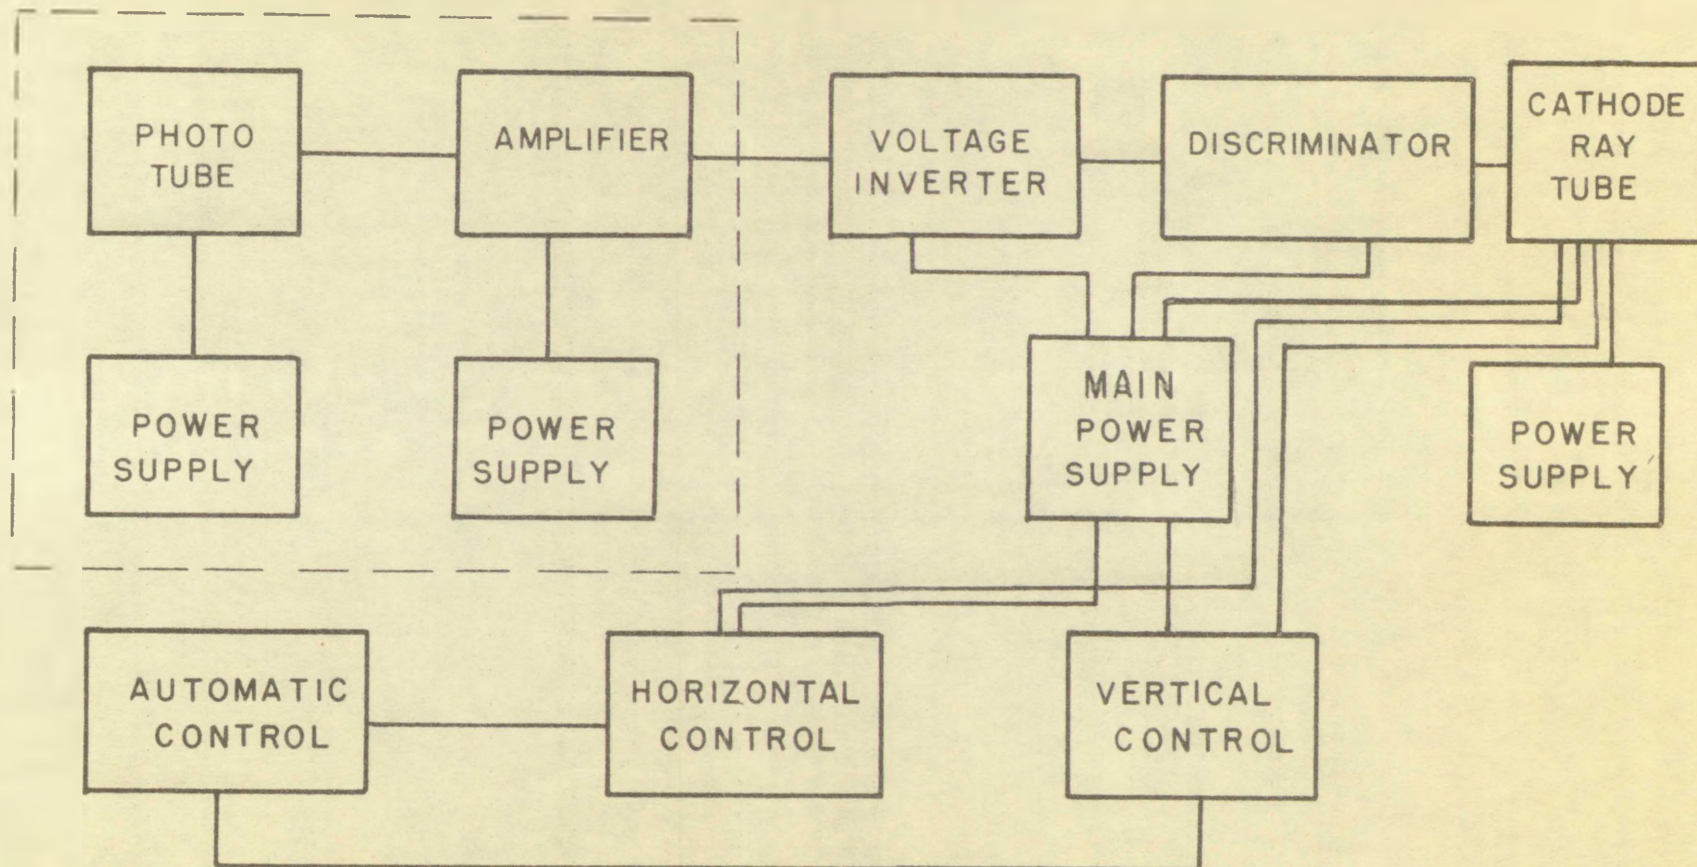 PHOTO
TUBE
AMPLIFIER
VOLTAGE
INVERTER
DISCRIMINATOR
CATHODE
RAY
TUBE
POWER
SUPPLY
POWER
SUPPLY
MAIN
POWER
SUPPLY
POWER
SUPPLY
AUTOMATIC
CONTROL
HORIZONTAL
CONTROL
VERTICAL
CONTROL